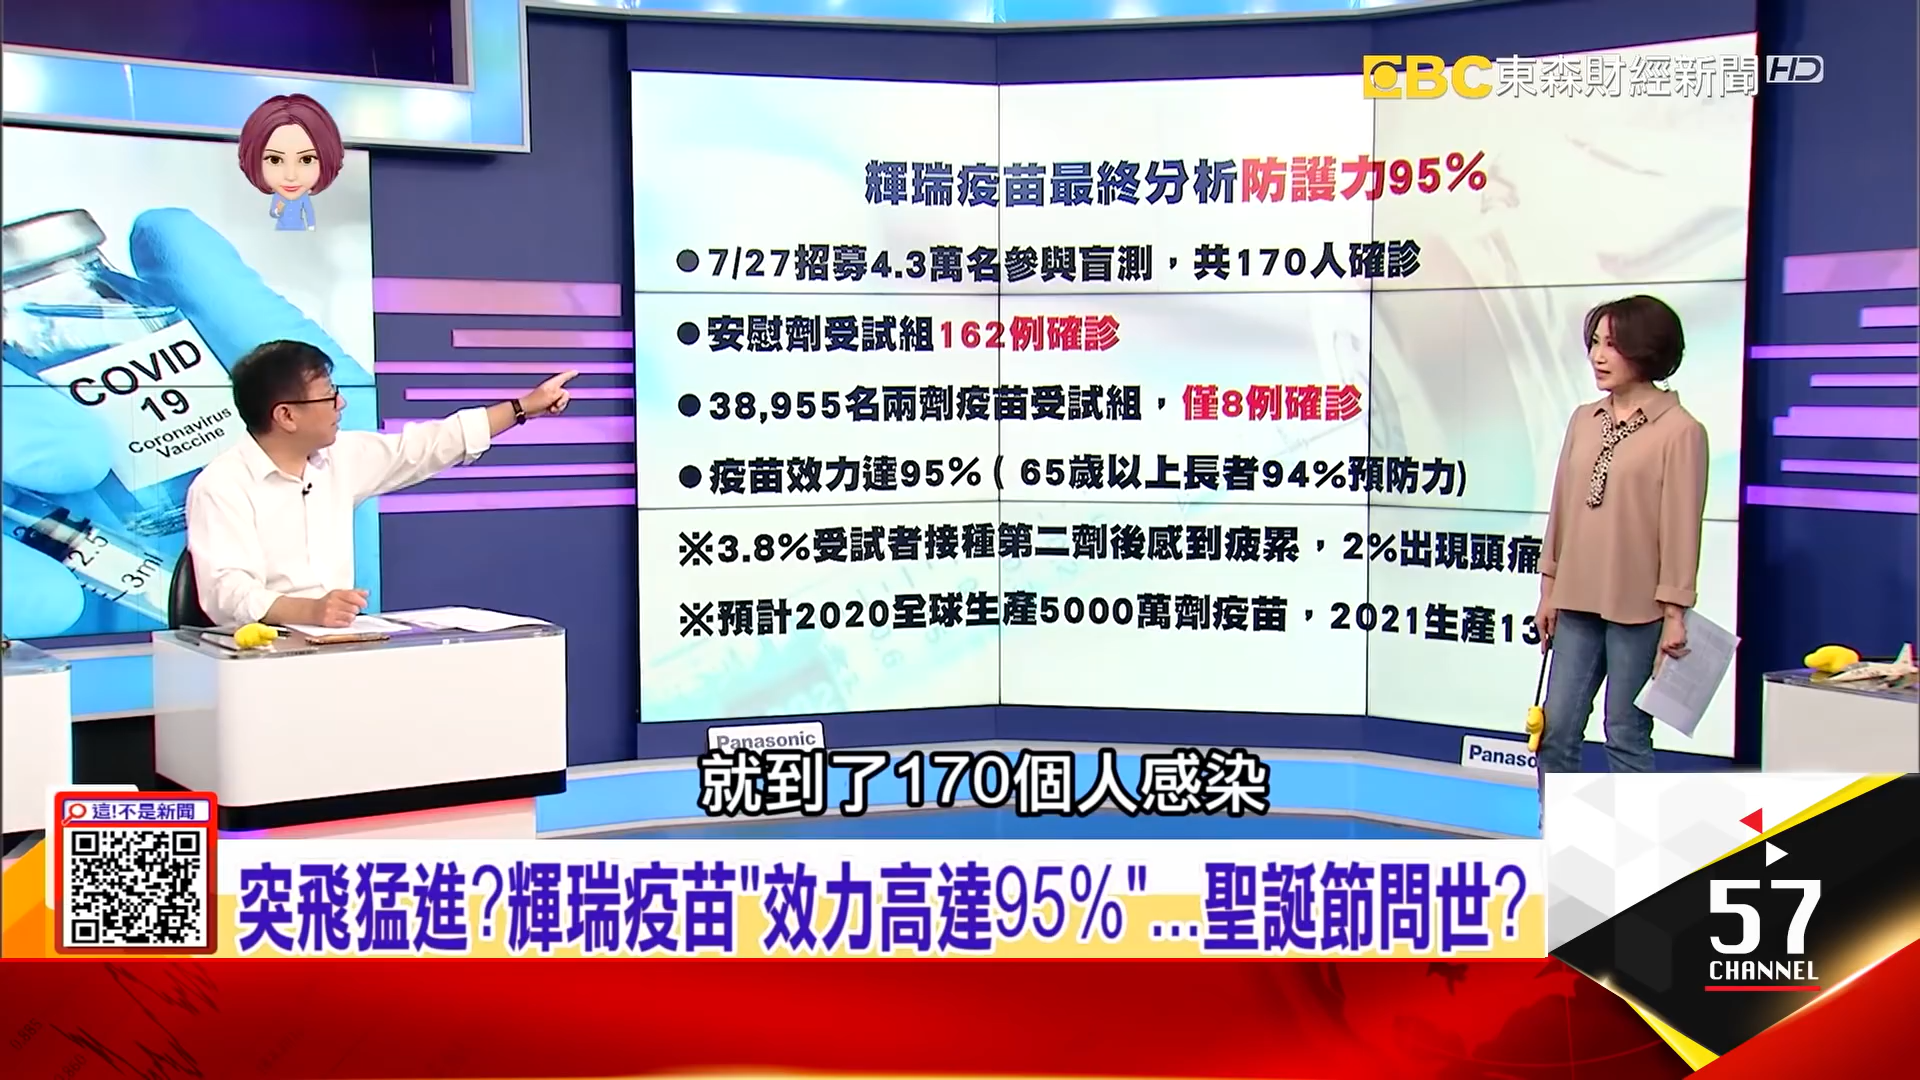 EBC東森財經新聞HD
輝瑞疫苗最終分析防護力95%
●7/27招募4.3萬名參與盲測，共170人確診
●安慰劑受試組162例確診
●38,955名兩劑疫苗受試組，僅8例確診
●疫苗效力達95%（65歲以上長者94%預防力)
※3.8%受試者接種第二劑後感到疲累，2%出現頭痛
※預計2020全球生產5000萬劑疫苗，2021生產13
COVID
19
Coronavirus
Vaccine
2.5
3ml
Panasonic
Panaso
就到了170個人感染
這!不是新聞
突飛猛進?輝瑞疫苗"效力高達95%"...聖誕節問世?
57
CHANNEL